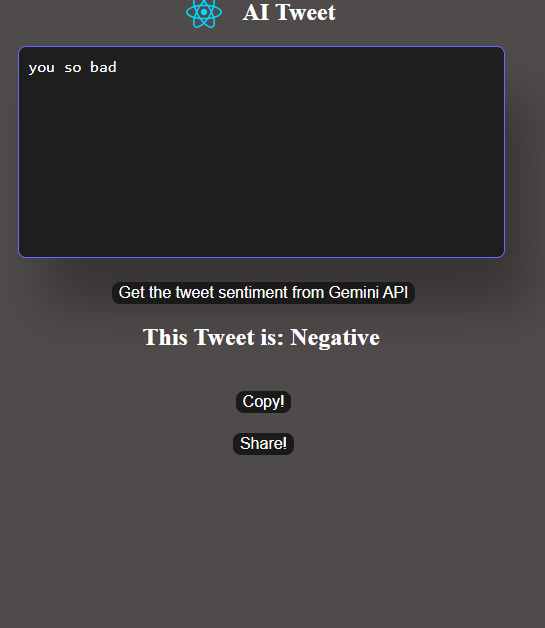 AI Tweet
you so bad
Get the tweet sentiment from Gemini API
This Tweet is: Negative
Copy!
Share!